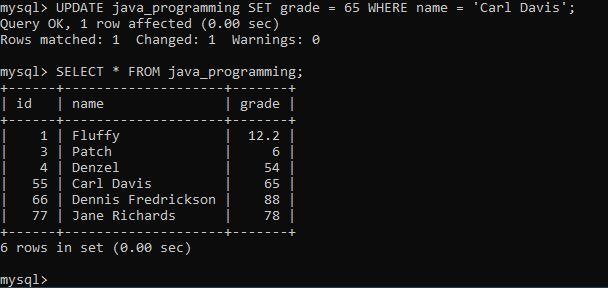 mysql> UPDATE java_programming SET grade = 65 WHERE name = 'Carl Davis';
Query OK, 1 row affected (0.00 sec)
Rows matched: 1  Changed: 1  Warnings: 0

mysql> SELECT * FROM java_programming;
+------+--------------------+-------+
| id   | name               | grade |
+------+--------------------+-------+
|    1 | Fluffy             |  12.2 |
|    3 | Patch              |     6 |
|    4 | Denzel             |    54 |
|   55 | Carl Davis         |    65 |
|   66 | Dennis Fredrickson |    88 |
|   77 | Jane Richards      |    78 |
+------+--------------------+-------+
6 rows in set (0.00 sec)

mysql>